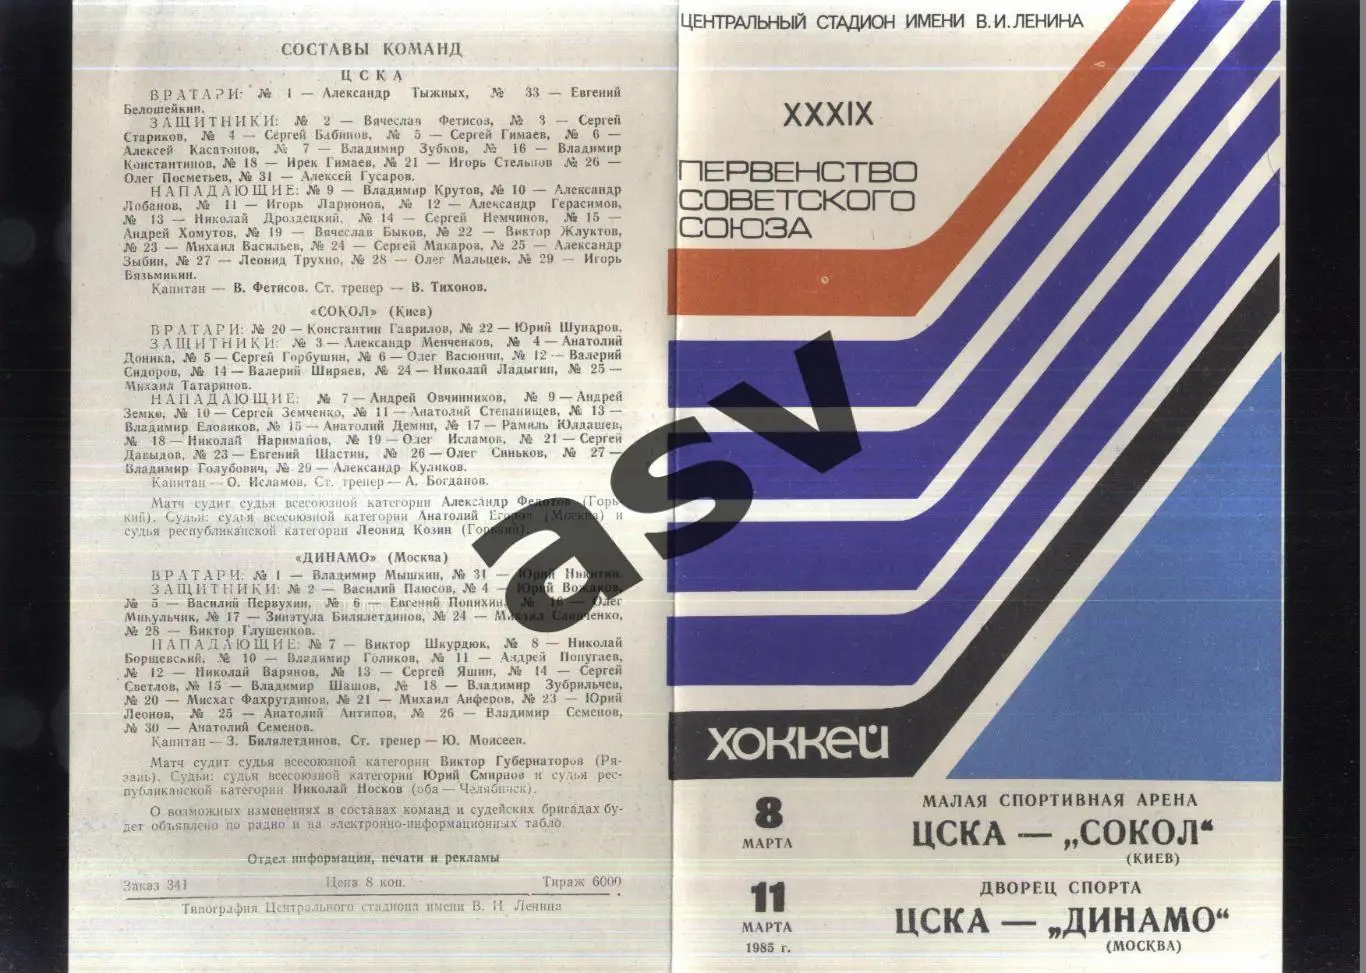 СОСТАВЫ КОМАНД
ЦСКА
ВРАТАРИ: № 1 — Александр Тыжных, № 33 — Евгений
Белошейкин.
ЗАЩИТНИКИ: № 2 — Вячеслав Фетисов, № 3 — Сергей
Стариков, № 4 — Сергей Бабинов, № 5 — Сергей Гимаев, № 6 —
Алексей Касатонов, № 7 — Владимир Зубков, № 16 — Владимир
Константинов, № 18 — Ирек Гимаев, № 21 — Игорь Стельнов № 26 —
Олег Посметьев, № 31 — Алексей Гусаров.
НАПАДАЮЩИЕ: № 9 — Владимир Крутов, № 10 — Александр
Лобанов, № 11 — Игорь Ларионов, № 12 — Александр Герасимов,
№ 13 — Николай Дроздецкий, № 14 — Сергей Немчинов, № 15 —
Андрей Хомутов, № 19 — Вячеслав Быков, № 22 — Виктор Жлуктов,
№ 23 — Михаил Васильев, № 24 — Сергей Макаров, № 25 — Александр
Зыбин, № 27 — Леонид Трухно, № 28 — Олег Мальцев, № 29 — Игорь
Вязьмикин.
Капитан — В. Фетисов. Ст. тренер — В. Тихонов.
«СОКОЛ» (Киев)
ВРАТАРИ: № 20 — Константин Гаврилов, № 22 — Юрий Шундров.
ЗАЩИТНИКИ: № 3 — Александр Менченков, № 4 — Анатолий
Доника, № 5 — Сергей Горбушин, № 6 — Олег Васюнин, № 12 — Валерий
Сидоров, № 14 — Валерий Ширяев, № 24 — Николай Ладыгин, № 25 —
Михаил Татаринов.
НАПАДАЮЩИЕ: № 7 — Андрей Овчинников, № 9 — Андрей
Земко, № 10 — Сергей Земченко, № 11 — Анатолий Степанищев, № 13 —
Владимир Еловиков, № 15 — Анатолий Демин, № 17 — Рамиль Юлдашев,
№ 18 — Николай Нариманов, № 19 — Олег Исламов, № 21 — Сергей
Давыдов, № 23 — Евгений Шастин, № 26 — Олег Синьков, № 27 —
Владимир Голубович, № 29 — Александр Куликов.
Капитан — О. Исламов, Ст. тренер — А. Богданов.
Матч судит судья всесоюзной категории Александр Федотов (Горь-
кий). Судьи: судья всесоюзной категории Анатолий Егоров (Москва) и
судья республиканской категории Леонид Козин (Горький).
«ДИНАМО» (Москва)
ВРАТАРИ: № 1 — Владимир Мышкин, № 31 — Юрий Никитин.
ЗАЩИТНИКИ: № 2 — Василий Паюсов, № 4 — Юрий Вожаков,
№ 5 — Василий Первухин, № 6 — Евгений Попихин, № 16 — Олег
Микульчик, № 17 — Зинэтула Билялетдинов, № 24 — Михаил Слипченко,
№ 28 — Виктор Глушенков.
НАПАДАЮЩИЕ: № 7 — Виктор Шкурдюк, № 8 — Николай
Борщевский, № 10 — Владимир Голиков, № 11 — Андрей Попугаев,
№ 12 — Николай Варянов, № 13 — Сергей Яшин, № 14 — Сергей
Светлов, № 15 — Владимир Шашов, № 18 — Владимир Зубрильчев,
№ 20 — Мисхат Фахрутдинов, № 21 — Михаил Анферов, № 23 — Юрий
Леонов, № 25 — Анатолий Антипов, № 26 — Владимир Семенов,
№ 30 — Анатолий Семенов.
Капитан — З. Билялетдинов. Ст. тренер — Ю. Моисеев.
Матч судит судья всесоюзной категории Виктор Губернаторов (Ря-
зань). Судьи: судья всесоюзной категории Юрий Смирнов и судья рес-
публиканской категории Николай Носков (оба — Челябинск).
О возможных изменениях в составах команд и судейских бригадах бу-
дет объявлено по радио и на электронно-информационных табло.
Отдел информации, печати и рекламы
Заказ 341 Цена 8 коп. Тираж 6000
Типография Центрального стадиона имени В. И Ленина
ЦЕНТРАЛЬНЫЙ СТАДИОН ИМЕНИ В.И.ЛЕНИНА
XXXIX
ПЕРВЕНСТВО
СОВЕТСКОГО
СОЮЗА
ХОККЕЙ
8
МАРТА
МАЛАЯ СПОРТИВНАЯ АРЕНА
ЦСКА — „СОКОЛ“
(КИЕВ)
11
МАРТА
1985 г.
ДВОРЕЦ СПОРТА
ЦСКА — „ДИНАМО“
(МОСКВА)
asv